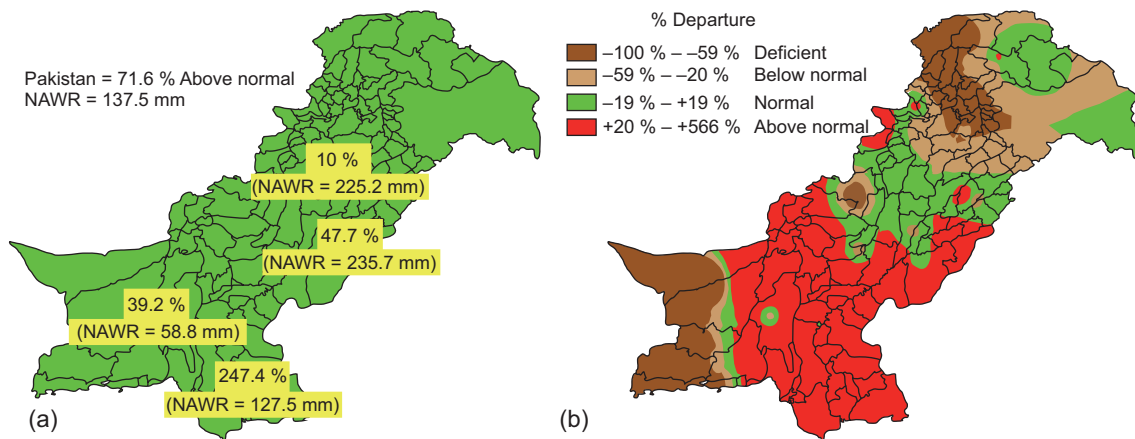 Pakistan = 71.6 % Above normal
NAWR = 137.5 mm
10 %
(NAWR = 225.2 mm)
47.7 %
(NAWR = 235.7 mm)
39.2 %
(NAWR = 58.8 mm)
247.4 %
(NAWR = 127.5 mm)
(a)
% Departure
–100 % – –59 % Deficient
–59 % – –20 % Below normal
–19 % – +19 % Normal
+20 % – +566 % Above normal
(b)